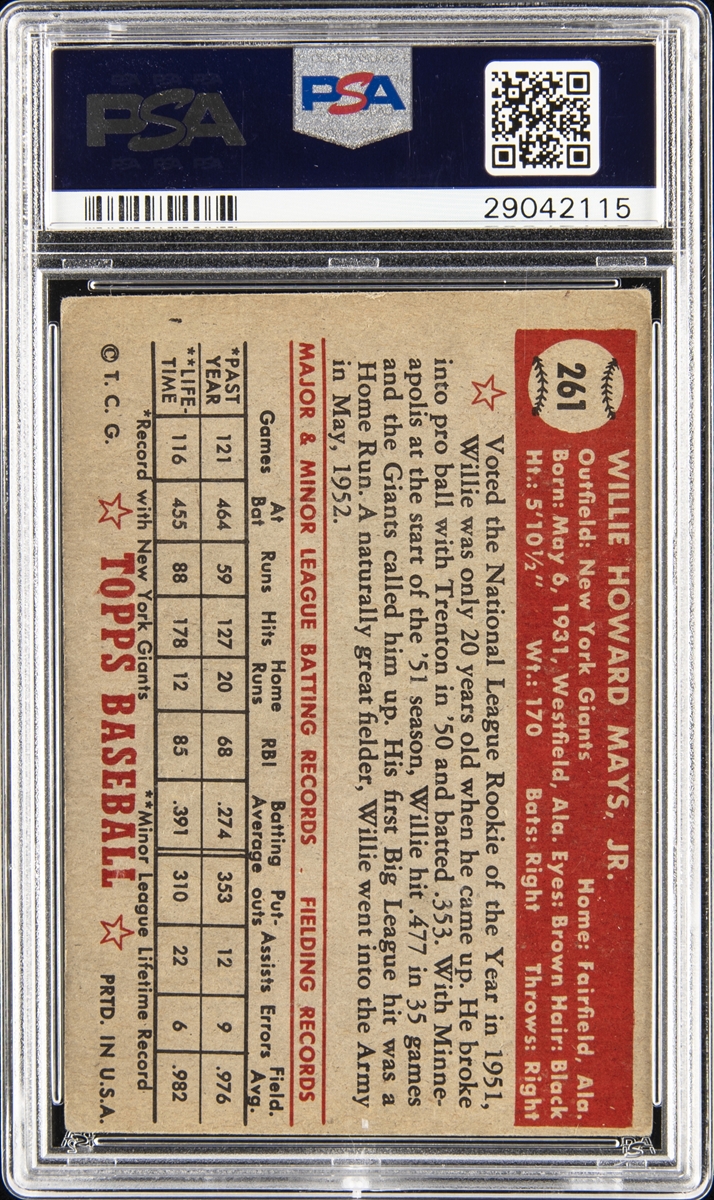 PSA
PSA
29042115
261
WILLIE HOWARD MAYS, JR.
Outfield: New York Giants Home: Fairfield, Ala.
Born: May 6, 1931, Westfield, Ala. Eyes: Brown Hair: Black
Ht.: 5'10½" Wt.: 170 Bats: Right Throws: Right
Voted the National League Rookie of the Year in 1951,
Willie was only 20 years old when he came up. He broke
into pro ball with Trenton in '50 and batted .353. With Minne-
apolis at the start of the '51 season, Willie hit .477 in 35 games
and the Giants called him up. His first Big League hit was a
Home Run. A naturally great fielder, Willie went into the Army
in May, 1952.
MAJOR & MINOR LEAGUE BATTING RECORDS . FIELDING RECORDS
Games At Bat Runs Hits Home Runs RBI Batting Average Put-outs Assists Errors Field. Avg.
*PAST YEAR 121 464 59 127 20 68 .274 353 12 9 .976
**LIFE-TIME 116 455 88 178 12 85 .391 310 22 6 .982
*Record with New York Giants **Minor League Lifetime Record
© T. C. G. TOPPS BASEBALL PRTD. IN U.S.A.